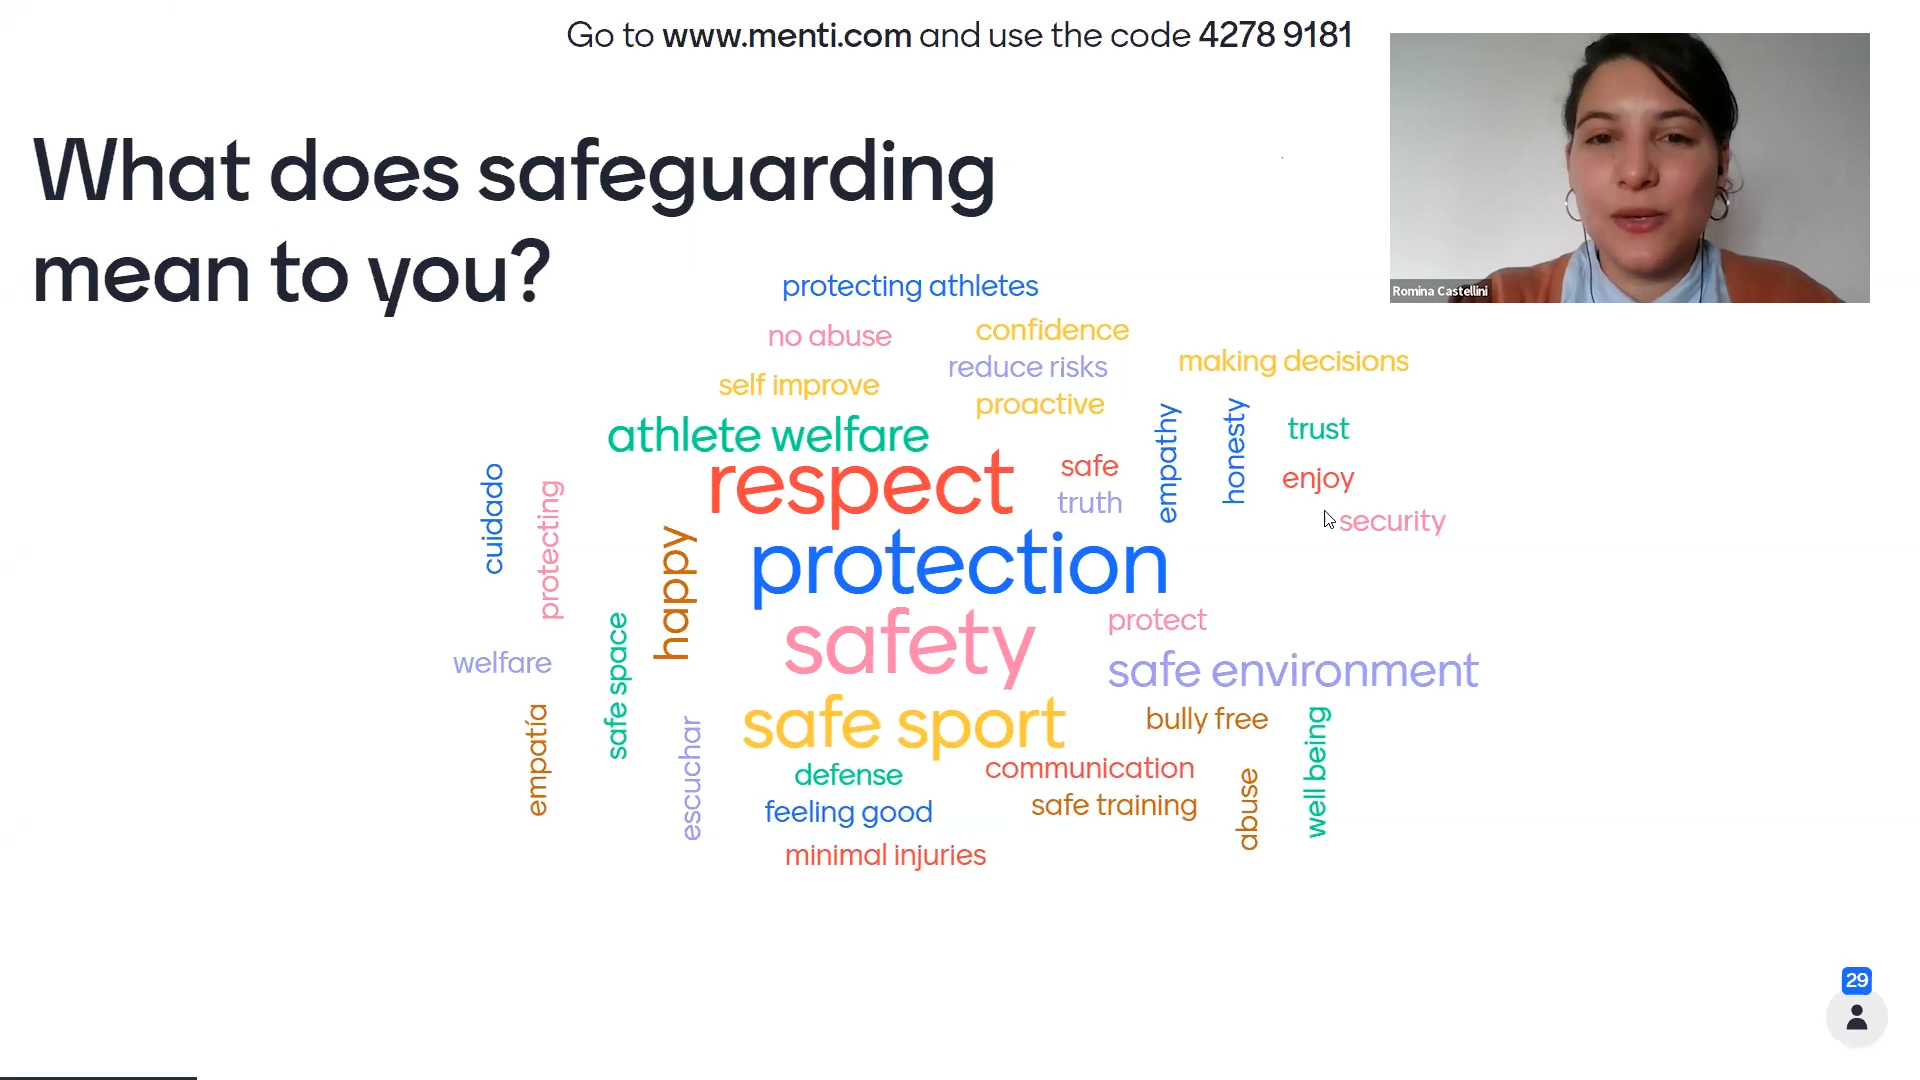 Go to www.menti.com and use the code 4278 9181
What does safeguarding
mean to you?
Romina Castellini
protecting athletes
no abuse
confidence
reduce risks
making decisions
self improve
proactive
athlete welfare
empathy
honesty
trust
respect
safe
enjoy
truth
security
cuidado
protecting
happy
protection
safe space
safety
protect
welfare
safe environment
empatía
escuchar
safe sport
bully free
well being
defense
communication
abuse
feeling good
safe training
minimal injuries
29